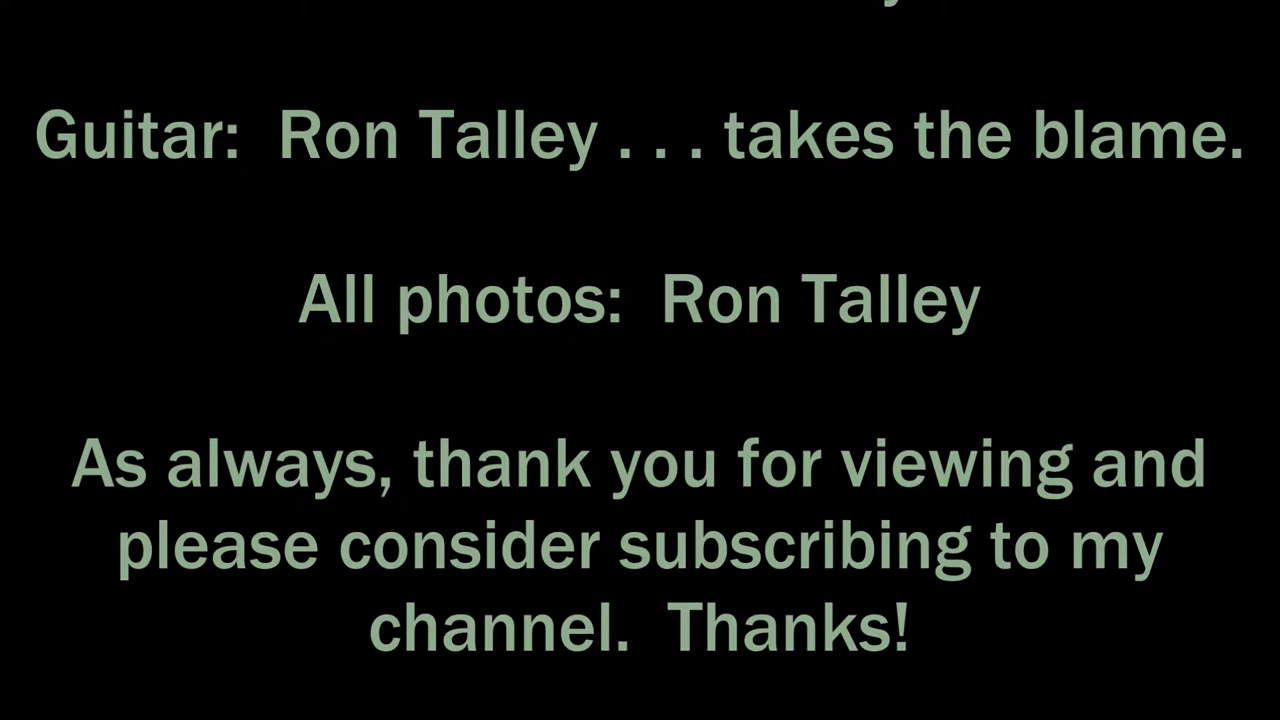 Guitar:  Ron Talley . . . takes the blame.
All photos:  Ron Talley
As always, thank you for viewing and
please consider subscribing to my
channel.  Thanks!